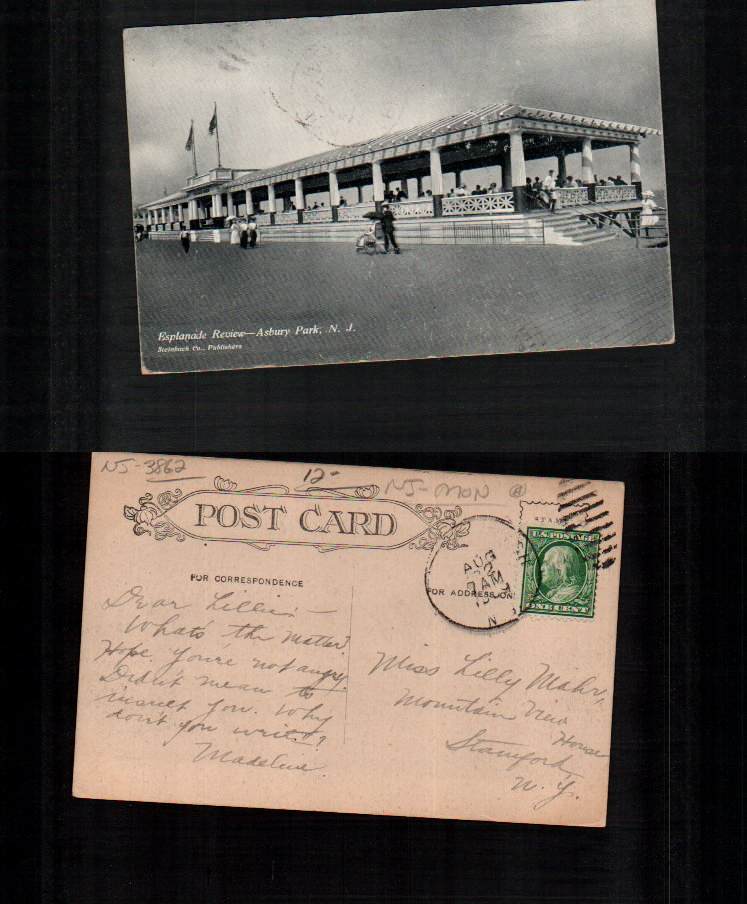 Esplanade Review—Asbury Park, N. J.
Steinbach Co., Publishers
NJ-3862
12-
NJ-MON
POST CARD
FOR CORRESPONDENCE
FOR ADDRESS ONLY
AUG
AM
N
U.S. POSTAGE
ONE CENT
Dear Lillie:—
Whats' the matter?
Hope you're not angry.
Didn't mean to
insult you. Why
don't you write?
Madeline.
Miss Lilly Mahr,
Mountain View
House
Stamford,
N. Y.